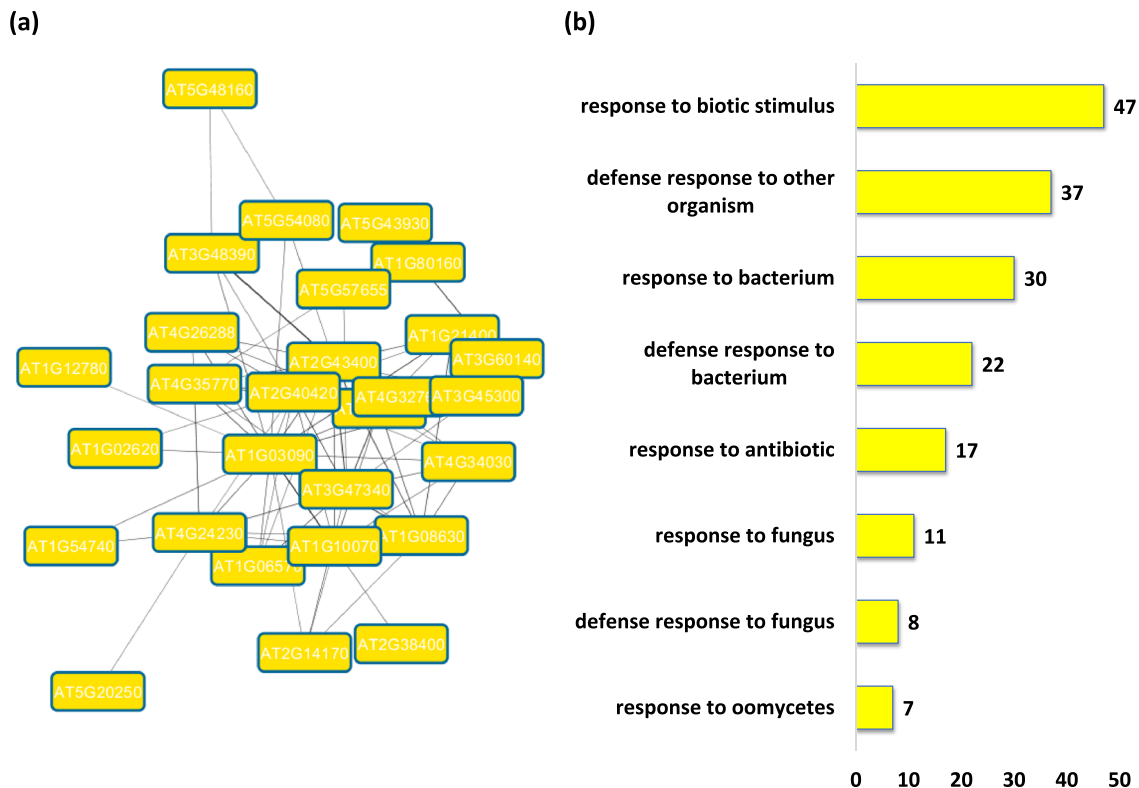 (a)
(b)
AT5G48160
AT5G54080
AT5G43930
AT3G48390
AT1G80160
AT5G57655
AT4G26288
AT1G21400
AT2G43400
AT3G60140
AT1G12780
AT4G35770
AT2G40420
AT4G3276
AT3G45300
AT1G02620
AT1G03090
AT4G34030
AT3G47340
AT4G24230
AT1G08630
AT1G54740
AT1G10070
AT1G0657
AT2G14170
AT2G38400
AT5G20250
response to biotic stimulus
47
defense response to other
organism
37
response to bacterium
30
defense response to
bacterium
22
response to antibiotic
17
response to fungus
11
defense response to fungus
8
response to oomycetes
7
0 10 20 30 40 50